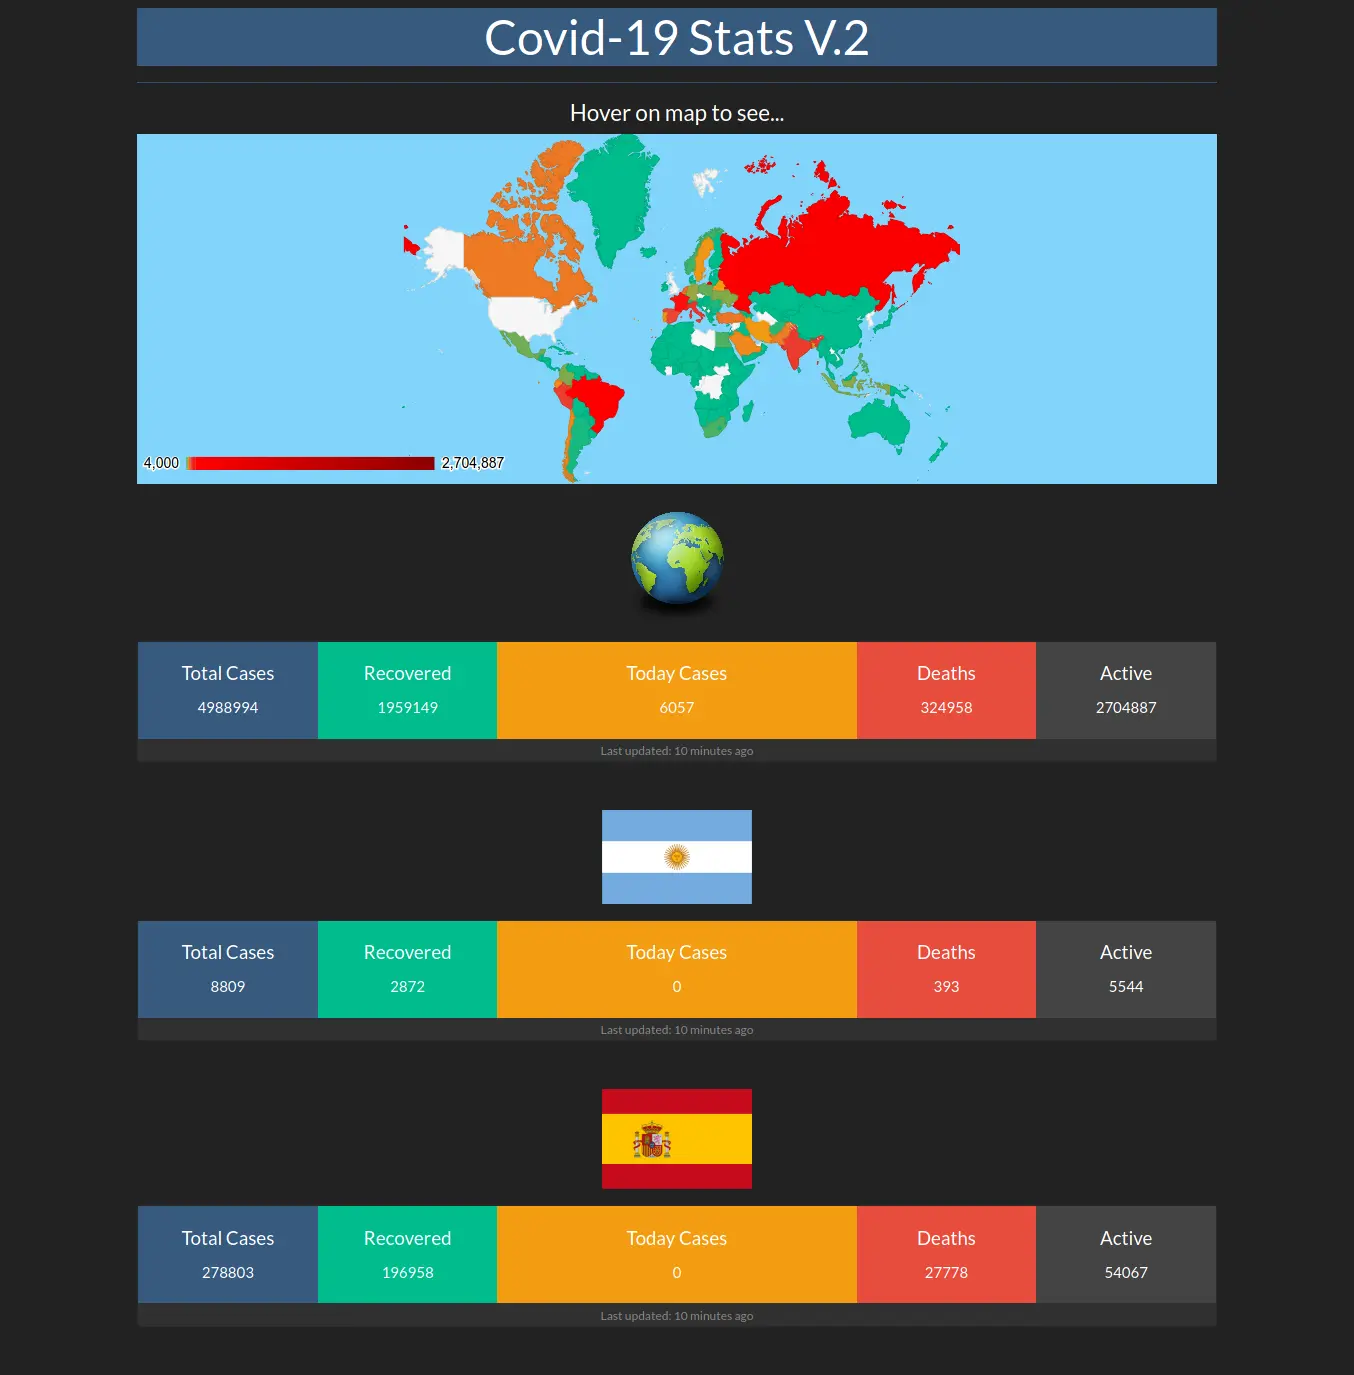 Covid-19 Stats V.2
Hover on map to see...
4,000 2,704,887
Total Cases Recovered Today Cases Deaths Active
4988994 1959149 6057 324958 2704887
Last updated: 10 minutes ago
Total Cases Recovered Today Cases Deaths Active
8809 2872 0 393 5544
Last updated: 10 minutes ago
Total Cases Recovered Today Cases Deaths Active
278803 196958 0 27778 54067
Last updated: 10 minutes ago